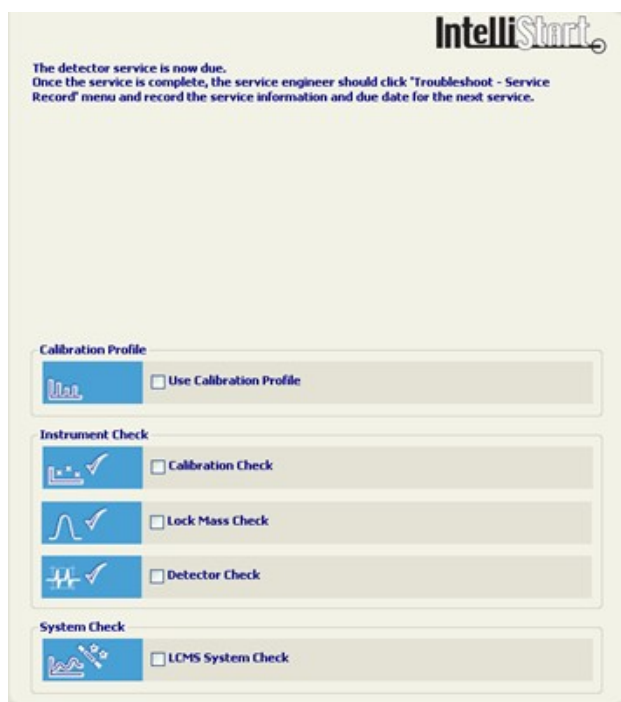 IntelliStart
The detector service is now due.
Once the service is complete, the service engineer should click 'Troubleshoot - Service
Record' menu and record the service information and due date for the next service.
Calibration Profile
Use Calibration Profile
Instrument Check
Calibration Check
Lock Mass Check
Detector Check
System Check
LCMS System Check